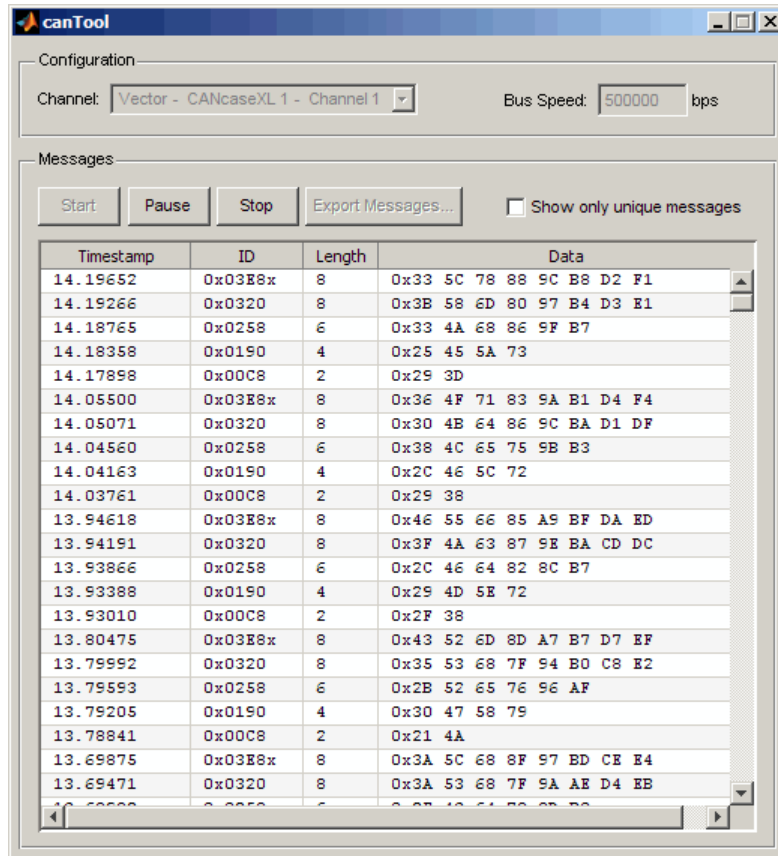 canTool
Configuration
Channel: Vector - CANcaseXL 1 - Channel 1 Bus Speed: 500000 bps
Messages
Start Pause Stop Export Messages... Show only unique messages
Timestamp ID Length Data
14.19652 0x03E8x 8 0x33 5C 78 88 9C B8 D2 F1
14.19266 0x0320 8 0x3B 58 6D 80 97 B4 D3 E1
14.18765 0x0258 6 0x33 4A 68 86 9F B7
14.18358 0x0190 4 0x25 45 5A 73
14.17898 0x00C8 2 0x29 3D
14.05500 0x03E8x 8 0x36 4F 71 83 9A B1 D4 F4
14.05071 0x0320 8 0x30 4B 64 86 9C BA D1 DF
14.04560 0x0258 6 0x38 4C 65 75 9B B3
14.04163 0x0190 4 0x2C 46 5C 72
14.03761 0x00C8 2 0x29 38
13.94618 0x03E8x 8 0x46 55 66 85 A9 BF DA ED
13.94191 0x0320 8 0x3F 4A 63 87 9E BA CD DC
13.93866 0x0258 6 0x2C 46 64 82 8C B7
13.93388 0x0190 4 0x29 4D 5E 72
13.93010 0x00C8 2 0x2F 38
13.80475 0x03E8x 8 0x43 52 6D 8D A7 B7 D7 EF
13.79992 0x0320 8 0x35 53 68 7F 94 B0 C8 E2
13.79593 0x0258 6 0x2B 52 65 76 96 AF
13.79205 0x0190 4 0x30 47 58 79
13.78841 0x00C8 2 0x21 4A
13.69875 0x03E8x 8 0x3A 5C 68 8F 97 BD CE E4
13.69471 0x0320 8 0x3A 53 68 7F 9A AE D4 EB